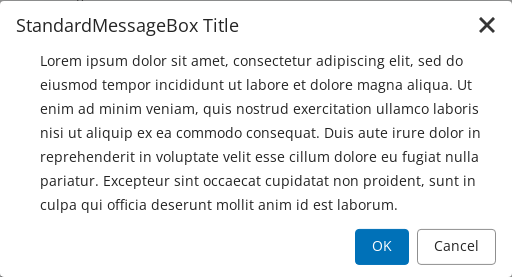 StandardMessageBox Title
Lorem ipsum dolor sit amet, consectetur adipiscing elit, sed do
eiusmod tempor incididunt ut labore et dolore magna aliqua. Ut
enim ad minim veniam, quis nostrud exercitation ullamco laboris
nisi ut aliquip ex ea commodo consequat. Duis aute irure dolor in
reprehenderit in voluptate velit esse cillum dolore eu fugiat nulla
pariatur. Excepteur sint occaecat cupidatat non proident, sunt in
culpa qui officia deserunt mollit anim id est laborum.
OK Cancel